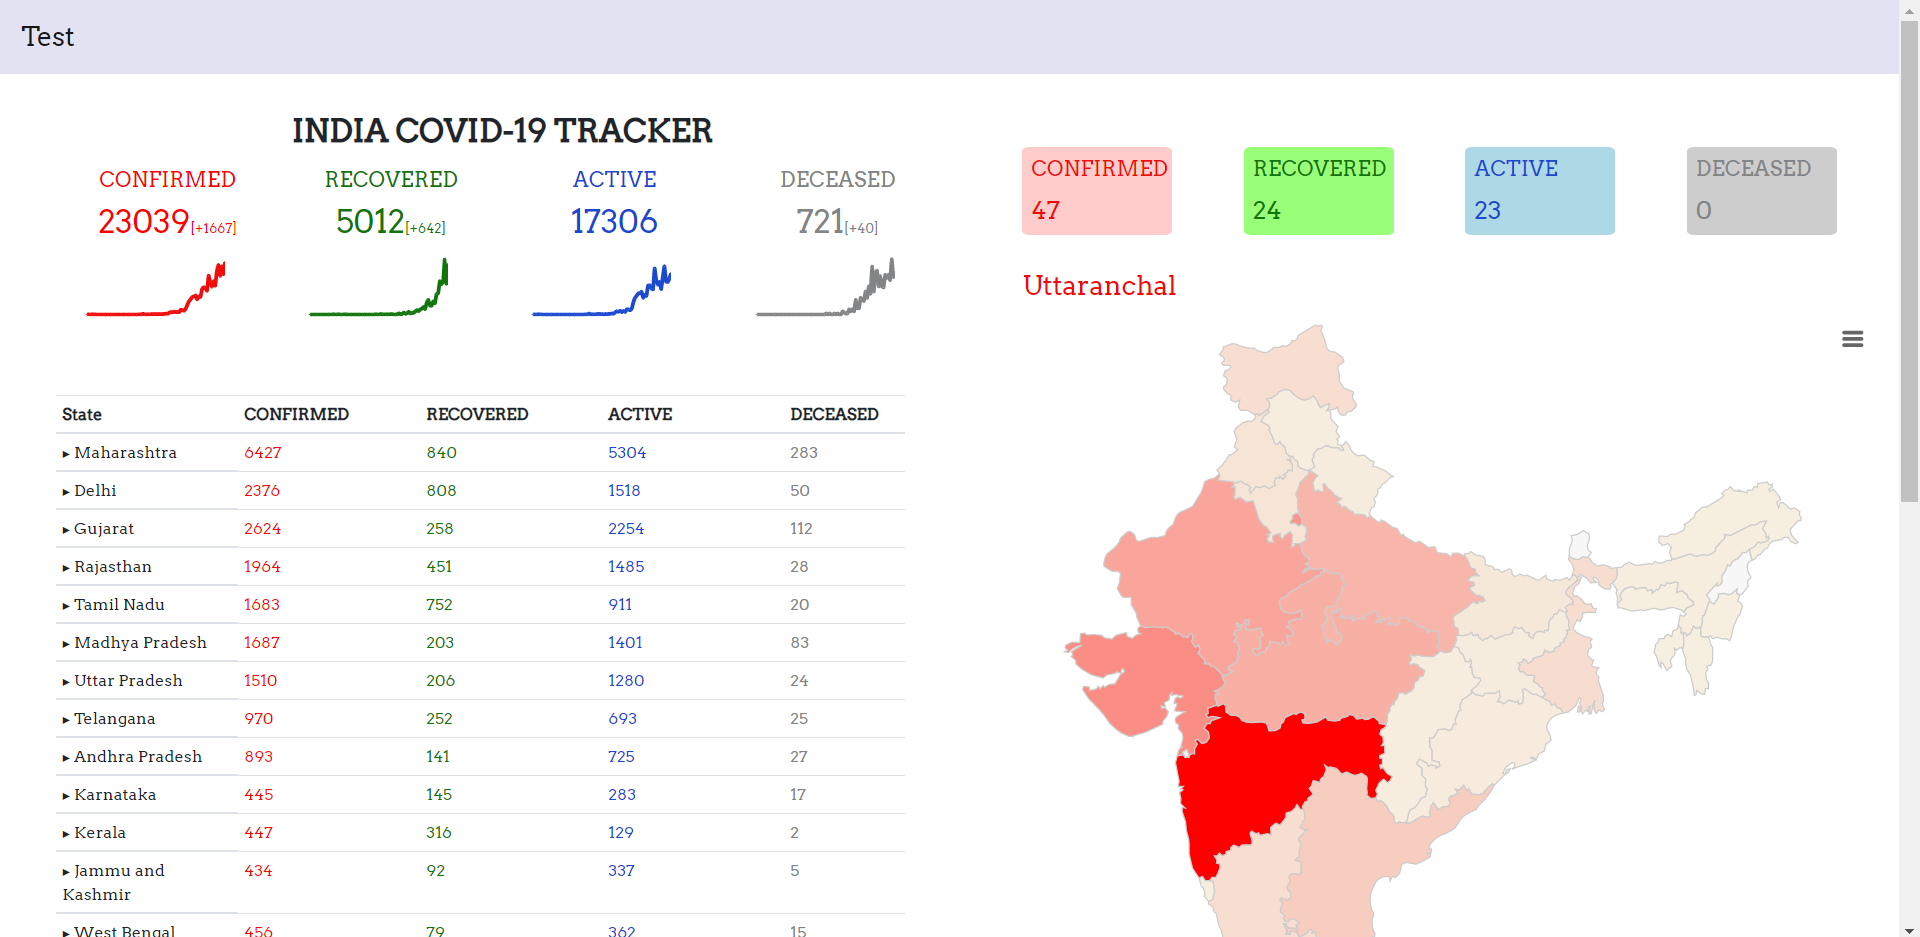 Test
INDIA COVID-19 TRACKER
CONFIRMED RECOVERED ACTIVE DECEASED
23039[+1667] 5012[+642] 17306 721[+40]
CONFIRMED RECOVERED ACTIVE DECEASED
47 24 23 0
Uttaranchal
State CONFIRMED RECOVERED ACTIVE DECEASED
▸ Maharashtra 6427 840 5304 283
▸ Delhi 2376 808 1518 50
▸ Gujarat 2624 258 2254 112
▸ Rajasthan 1964 451 1485 28
▸ Tamil Nadu 1683 752 911 20
▸ Madhya Pradesh 1687 203 1401 83
▸ Uttar Pradesh 1510 206 1280 24
▸ Telangana 970 252 693 25
▸ Andhra Pradesh 893 141 725 27
▸ Karnataka 445 145 283 17
▸ Kerala 447 316 129 2
▸ Jammu and 434 92 337 5
Kashmir
▸ West Bengal 456 79 362 15